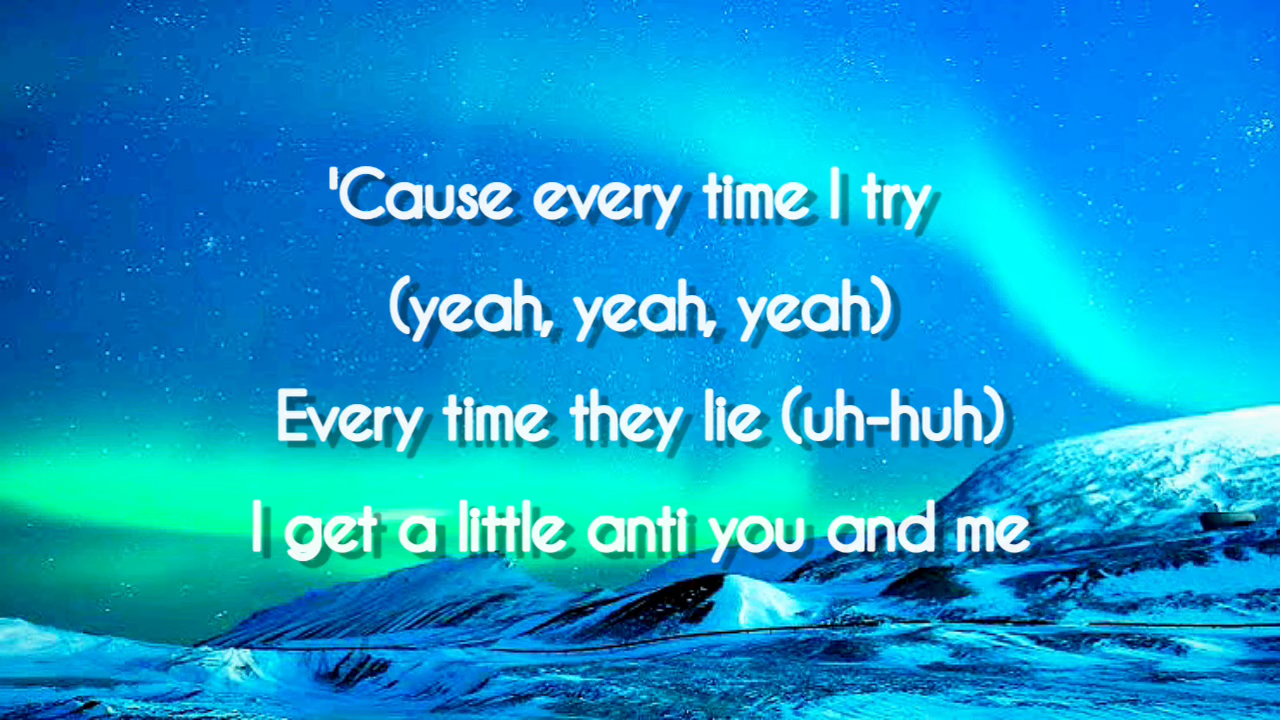 'Cause every time I try
(yeah, yeah, yeah)
Every time they lie (uh-huh)
I get a little anti you and me